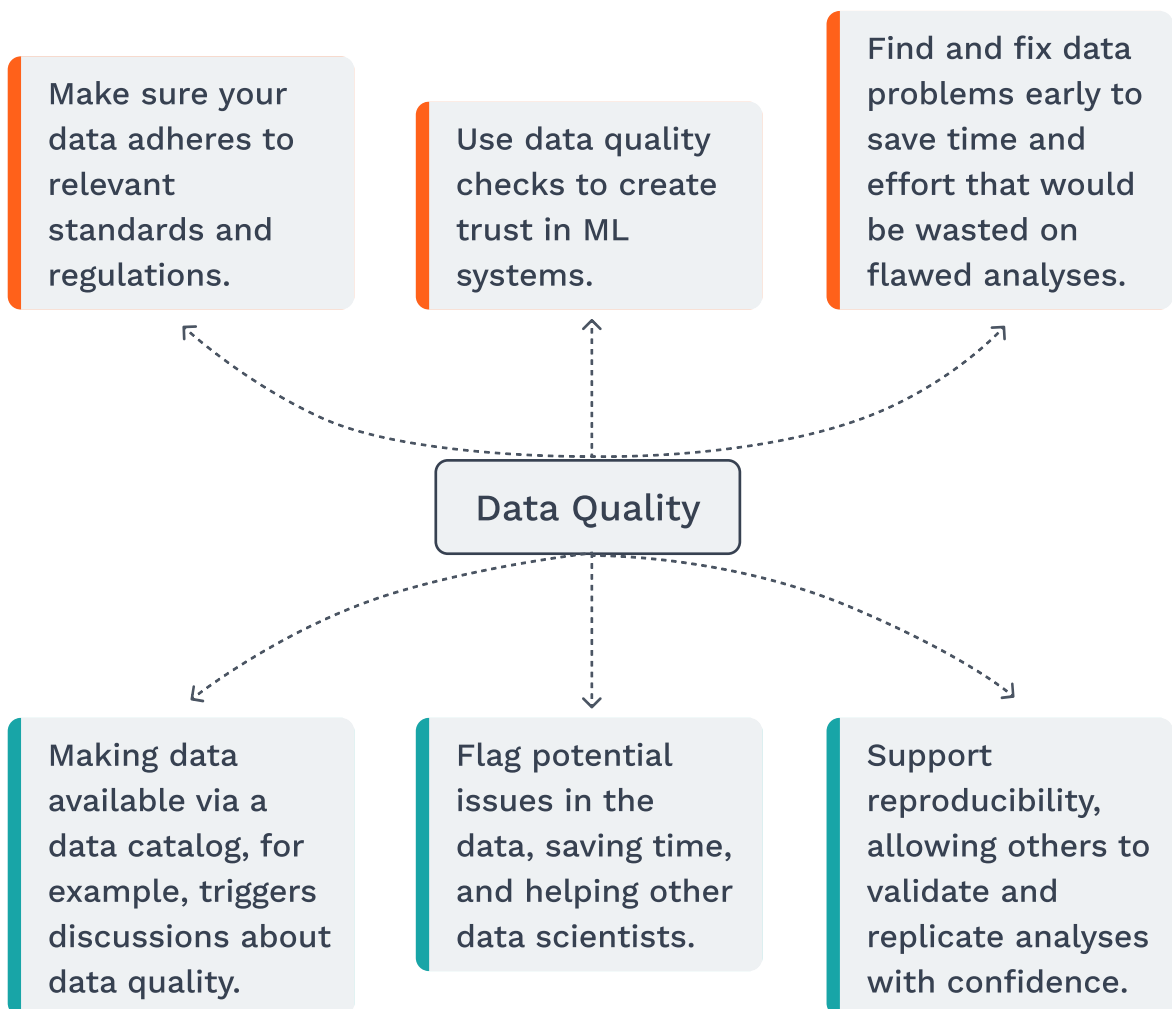 Make sure your
data adheres to
relevant
standards and
regulations.
Use data quality
checks to create
trust in ML
systems.
Find and fix data
problems early to
save time and
effort that would
be wasted on
flawed analyses.
Data Quality
Making data
available via a
data catalog, for
example, triggers
discussions about
data quality.
Flag potential
issues in the
data, saving time,
and helping other
data scientists.
Support
reproducibility,
allowing others to
validate and
replicate analyses
with confidence.